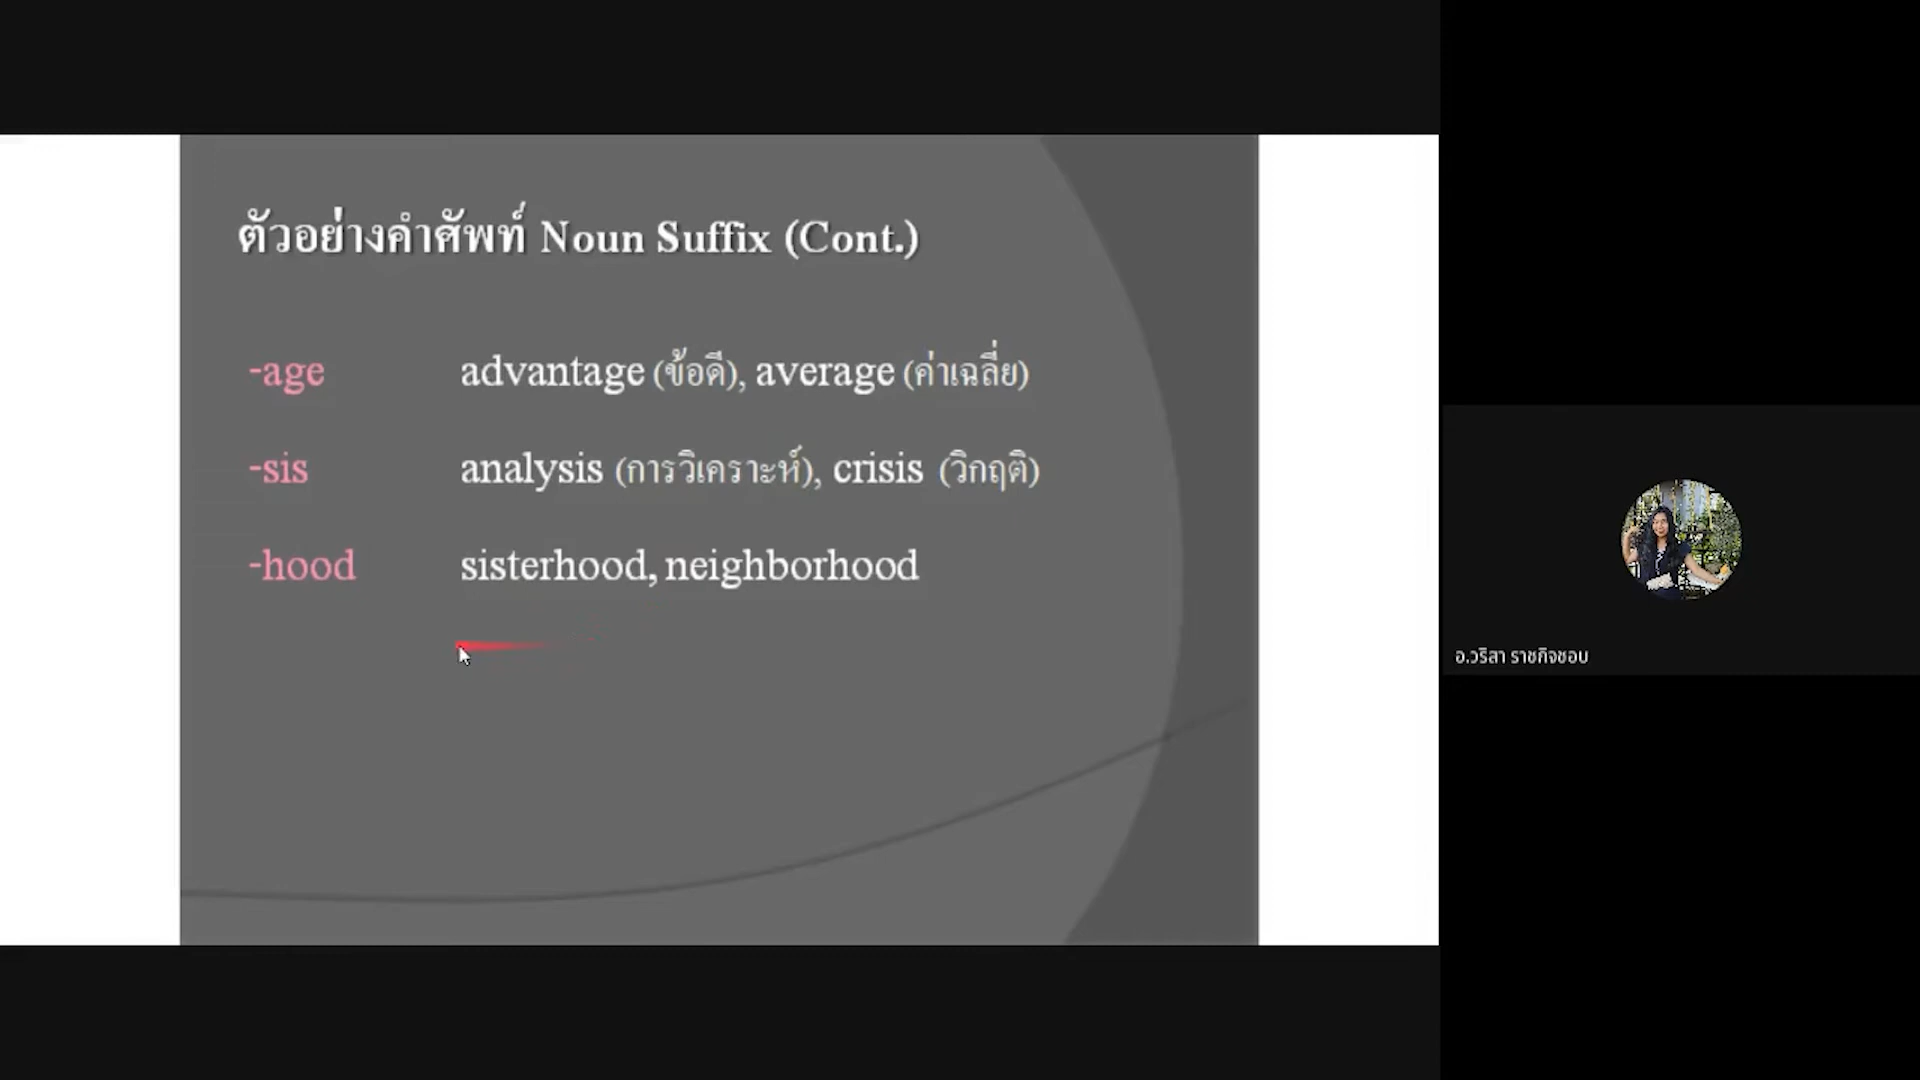 ตัวอย่างคำศัพท์ Noun Suffix (Cont.)
-age advantage (ข้อดี), average (ค่าเฉลี่ย)
-sis analysis (การวิเคราะห์), crisis (วิกฤติ)
-hood sisterhood, neighborhood
อ.วริสา ราชกิจชอบ